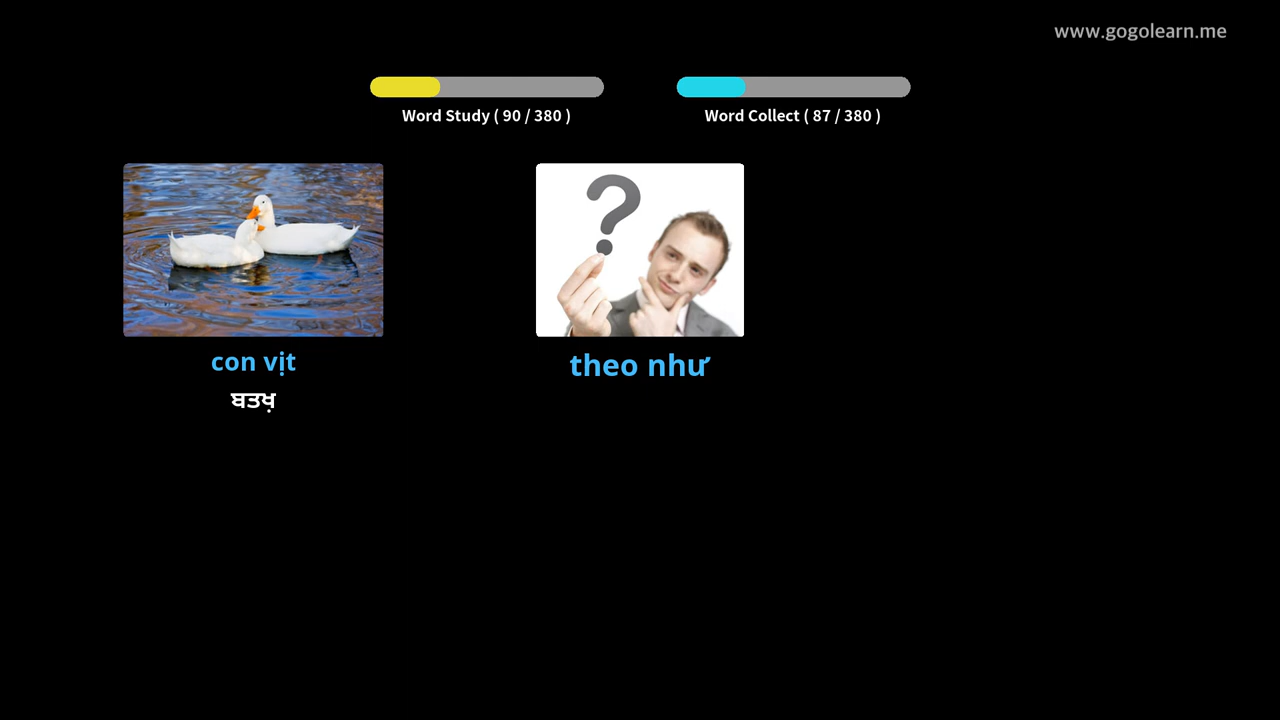 www.gogolearn.me
Word Study ( 90 / 380 )
Word Collect ( 87 / 380 )
con vịt
ਬਤਖ਼
theo như